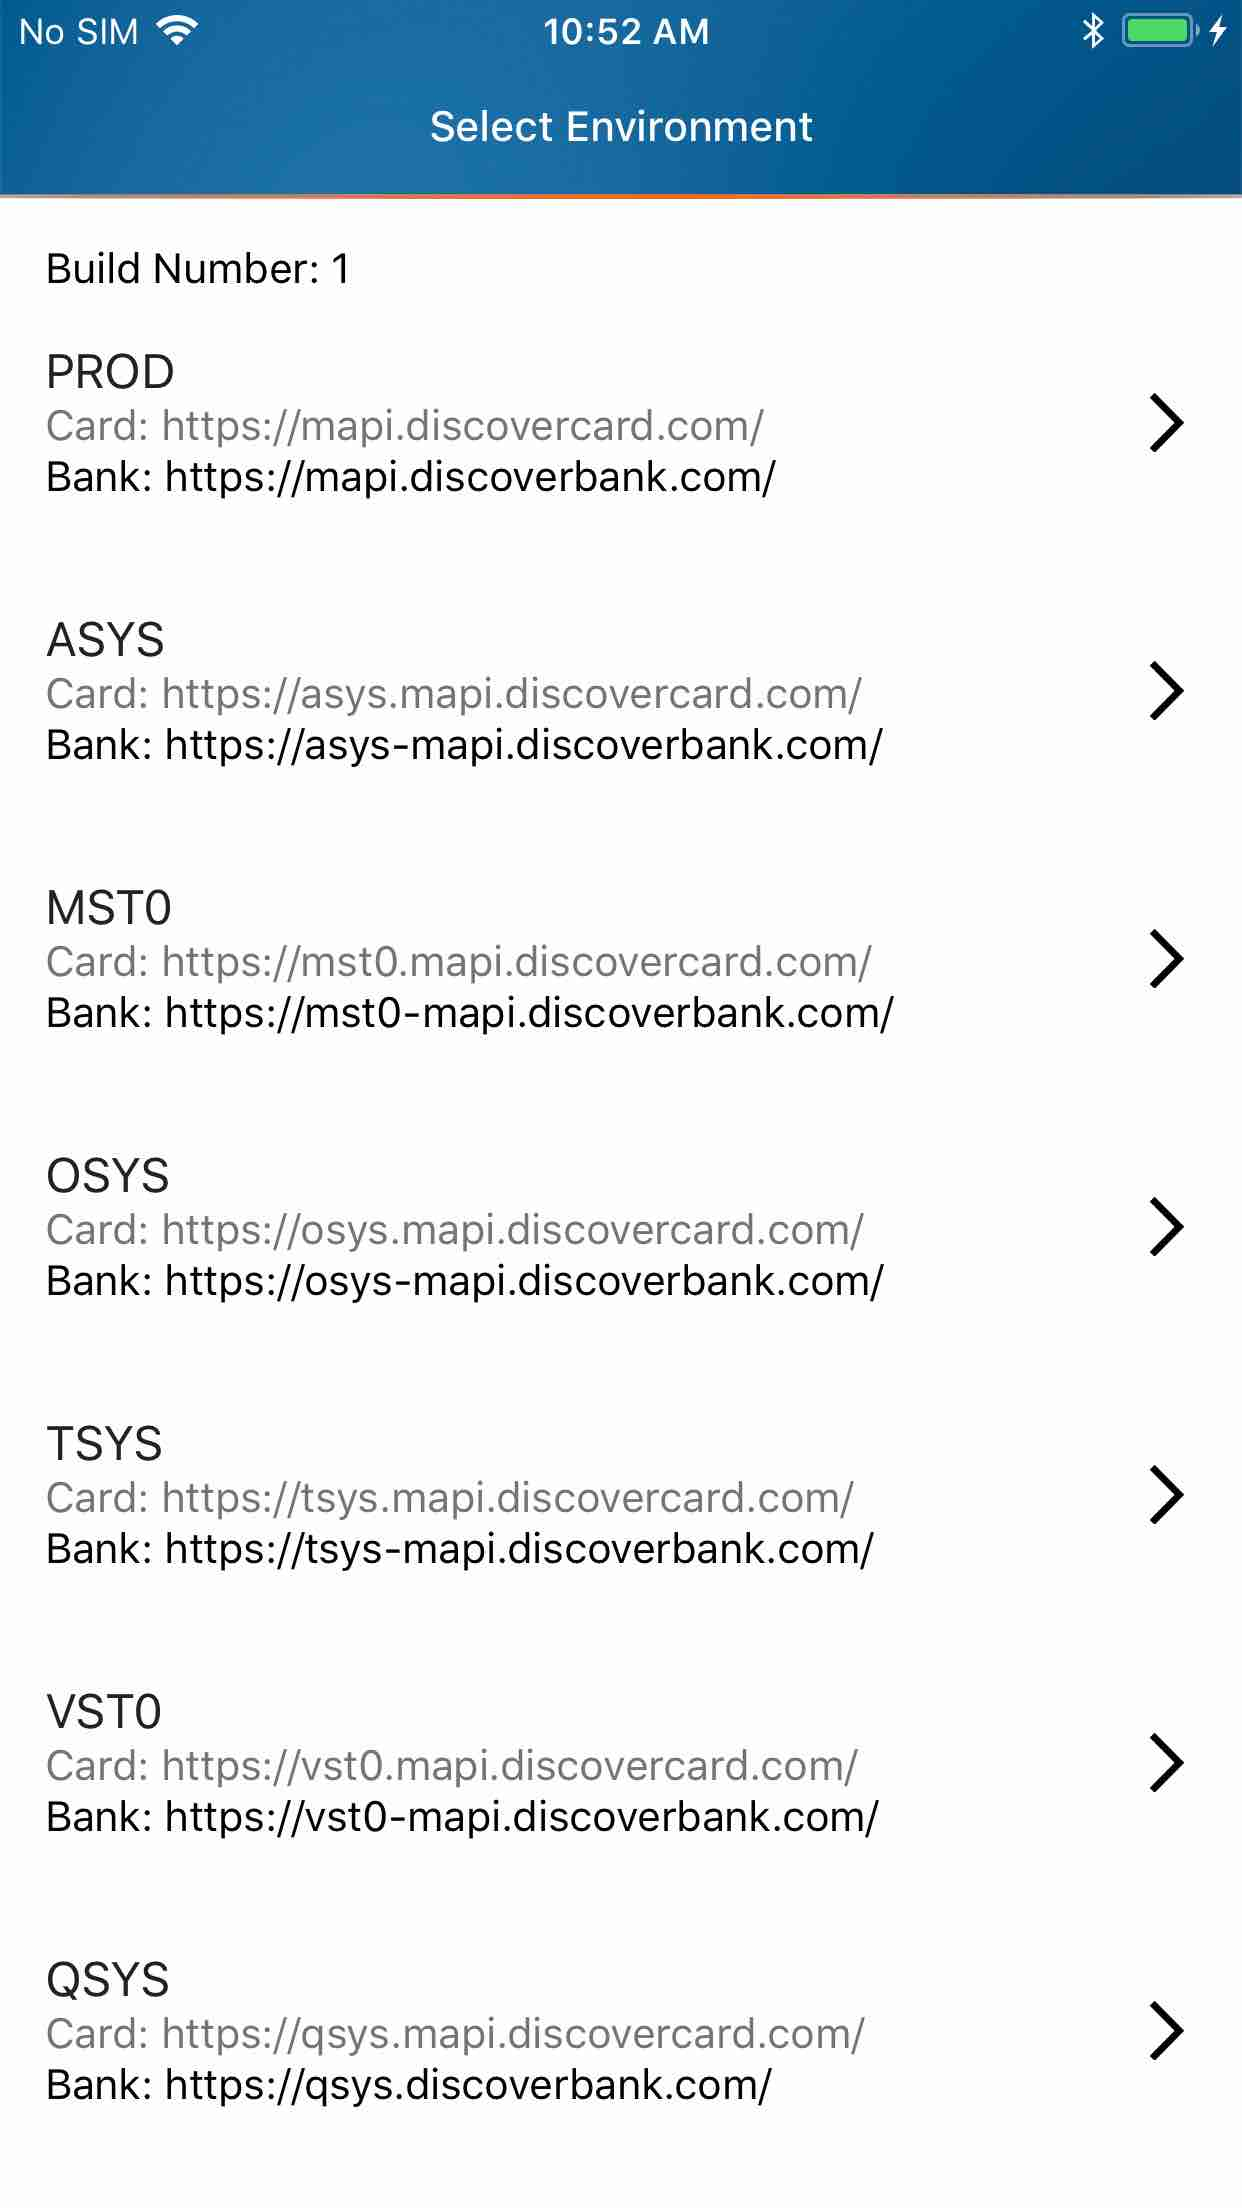 No SIM 10:52 AM
Select Environment
Build Number: 1
PROD
Card: https://mapi.discovercard.com/
Bank: https://mapi.discoverbank.com/
ASYS
Card: https://asys.mapi.discovercard.com/
Bank: https://asys-mapi.discoverbank.com/
MST0
Card: https://mst0.mapi.discovercard.com/
Bank: https://mst0-mapi.discoverbank.com/
OSYS
Card: https://osys.mapi.discovercard.com/
Bank: https://osys-mapi.discoverbank.com/
TSYS
Card: https://tsys.mapi.discovercard.com/
Bank: https://tsys-mapi.discoverbank.com/
VST0
Card: https://vst0.mapi.discovercard.com/
Bank: https://vst0-mapi.discoverbank.com/
QSYS
Card: https://qsys.mapi.discovercard.com/
Bank: https://qsys.discoverbank.com/